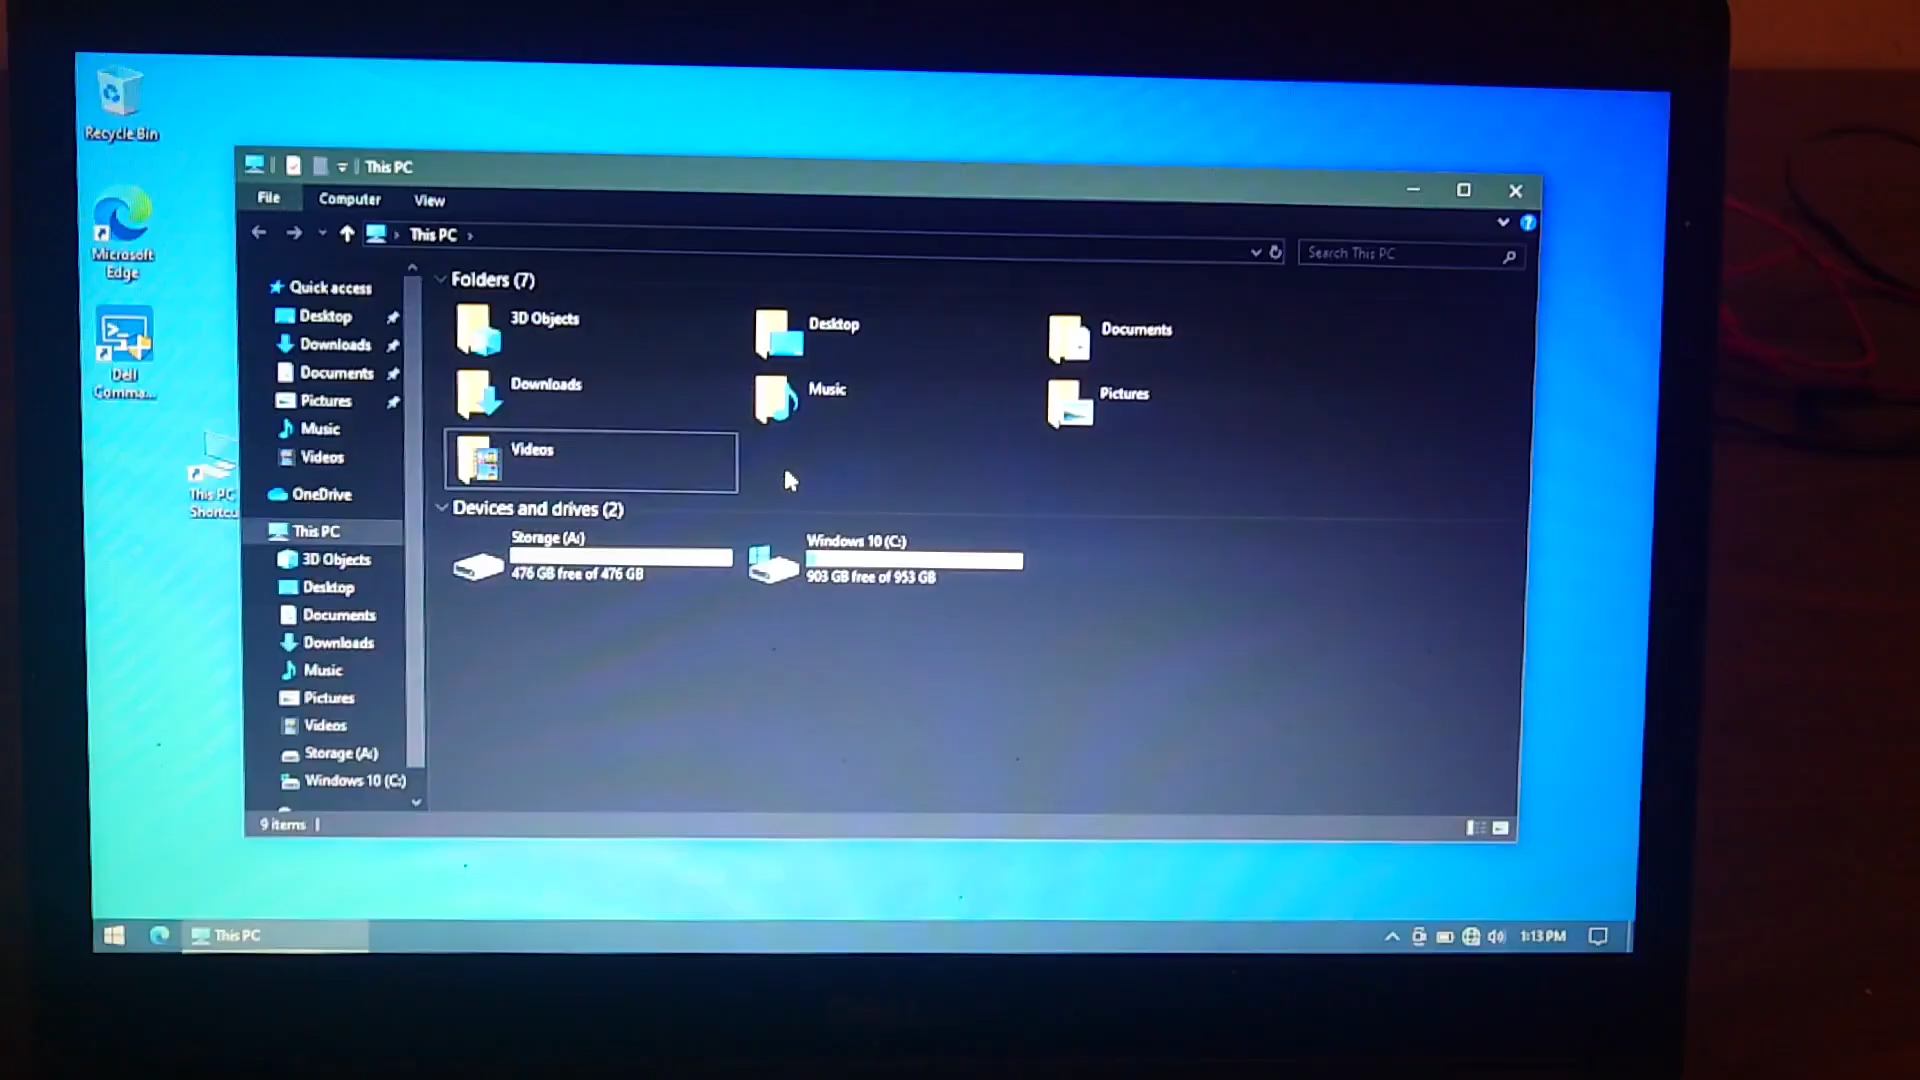 Recycle Bin
Microsoft
Edge
Dell
Comma...
This PC
Shortcu
This PC
File
Computer
View
This PC
Search This PC
Quick access
Desktop
Downloads
Documents
Pictures
Music
Videos
OneDrive
This PC
3D Objects
Desktop
Documents
Downloads
Music
Pictures
Videos
Storage (A:)
Windows 10 (C:)
Folders (7)
3D Objects
Desktop
Documents
Downloads
Music
Pictures
Videos
Devices and drives (2)
Storage (A:)
476 GB free of 476 GB
Windows 10 (C:)
903 GB free of 953 GB
9 items
This PC
1:13 PM